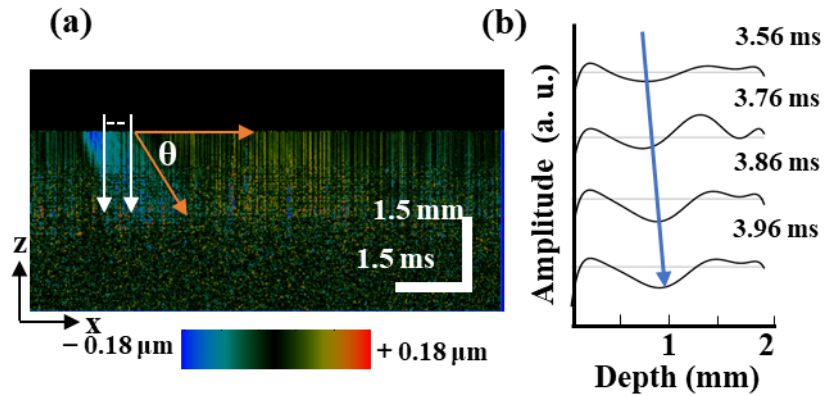 (a)
θ
1.5 mm
1.5 ms
z
x
− 0.18 μm
+ 0.18 μm
(b)
3.56 ms
3.76 ms
3.86 ms
3.96 ms
Amplitude (a. u.)
1
2
Depth (mm)